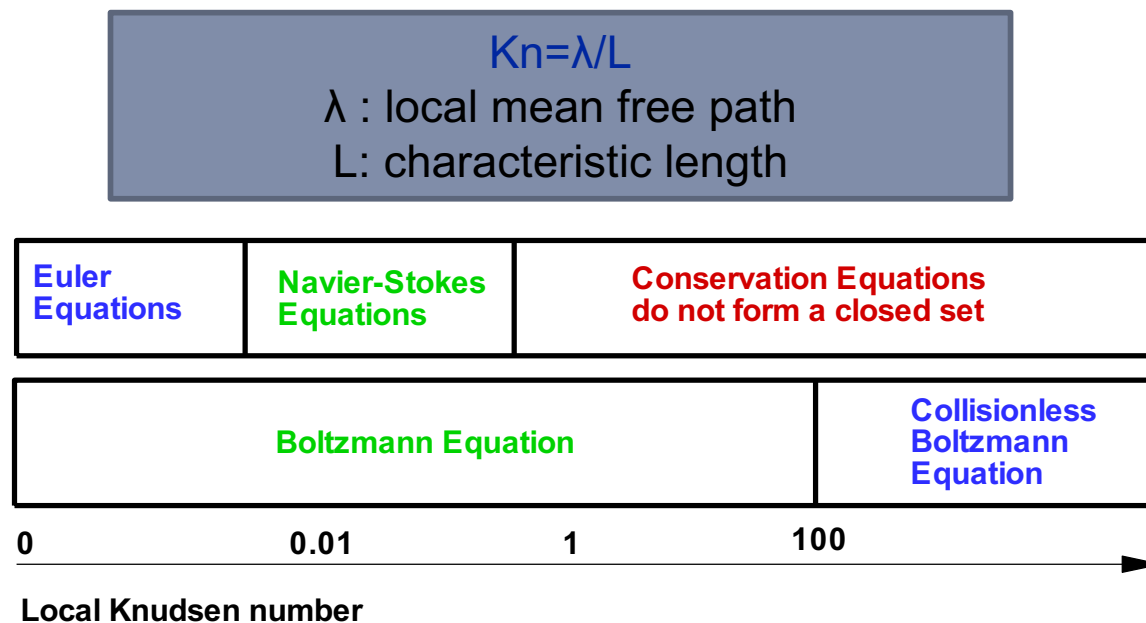 Kn=λ/L
λ : local mean free path
L: characteristic length
Euler
Equations
Navier-Stokes
Equations
Conservation Equations
do not form a closed set
Boltzmann Equation
Collisionless
Boltzmann
Equation
0 0.01 1 100
Local Knudsen number